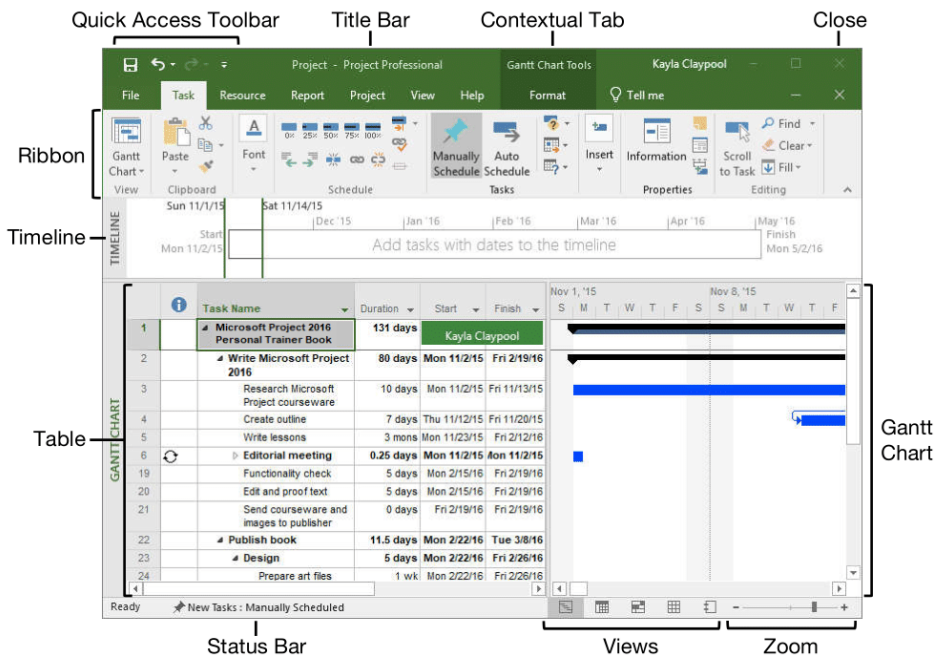 Quick Access Toolbar Title Bar Contextual Tab Close
Project - Project Professional Gantt Chart Tools Kayla Claypool
File Task Resource Report Project View Help Format Tell me
Ribbon
0× 25× 50× 75× 100×
Find
Clear
Fill
Gantt Chart
Paste
Font
Manually Schedule
Auto Schedule
Insert
Information
Scroll to Task
View Clipboard Schedule Tasks Properties Editing
Timeline
TIMELINE
Sun 11/1/15 Sat 11/14/15
Dec '15 Jan '16 Feb '16 Mar '16 Apr '16 May '16
Start
Mon 11/2/15
Add tasks with dates to the timeline
Finish
Mon 5/2/16
Table
GANTT CHART
Nov 1, '15 Nov 8, '15
Task Name Duration Start Finish S M T W T F S S M T W T F
1 Microsoft Project 2016 131 days
Personal Trainer Book Kayla Claypool
2 Write Microsoft Project 80 days Mon 11/2/15 Fri 2/19/16
2016
3 Research Microsoft 10 days Mon 11/2/15 Fri 11/13/15
Project courseware
4 Create outline 7 days Thu 11/12/15 Fri 11/20/15
5 Write lessons 3 mons Mon 11/23/15 Fri 2/12/16
6 Editorial meeting 0.25 days Mon 11/2/15 Mon 11/2/15
19 Functionality check 5 days Mon 2/15/16 Fri 2/19/16
20 Edit and proof text 5 days Mon 2/15/16 Fri 2/19/16
21 Send courseware and 0 days Fri 2/19/16 Fri 2/19/16
images to publisher
22 Publish book 11.5 days Mon 2/22/16 Tue 3/8/16
23 Design 5 days Mon 2/22/16 Fri 2/26/16
24 Prepare art files 1 wk Mon 2/22/16 Fri 2/26/16
Gantt
Chart
Ready New Tasks : Manually Scheduled
Status Bar Views Zoom